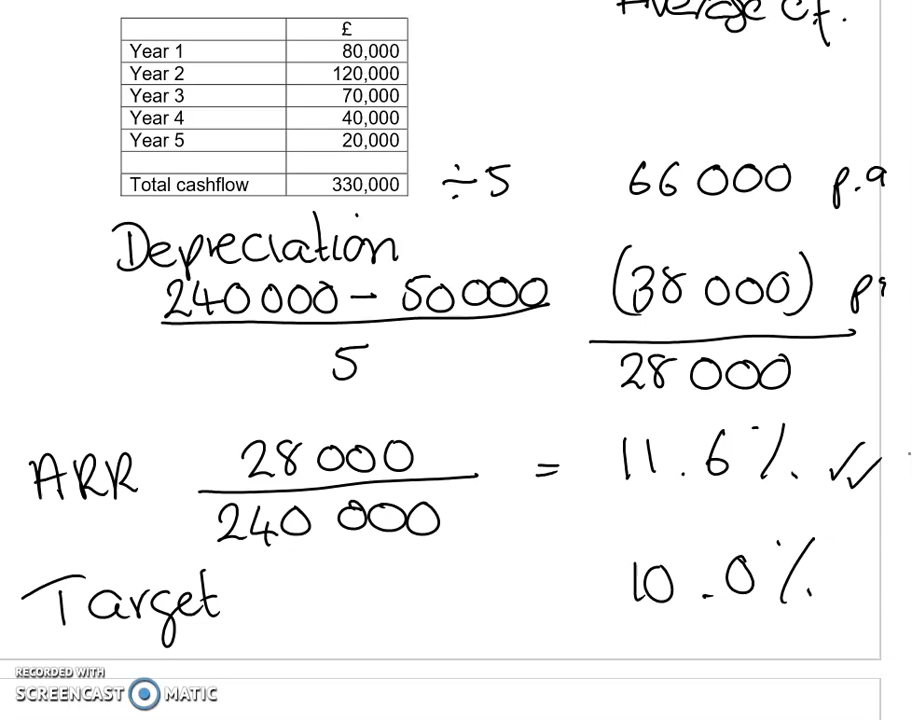 Average Cf.
£
Year 1 80,000
Year 2 120,000
Year 3 70,000
Year 4 40,000
Year 5 20,000
Total cashflow 330,000 ÷5 66 000 p.a
Depreciation
240 000 - 50 000 (38 000)
5 28 000
ARR 28 000 = 11.6% ✓✓
240 000
Target 10.0%
RECORDED WITH
SCREENCAST MATIC